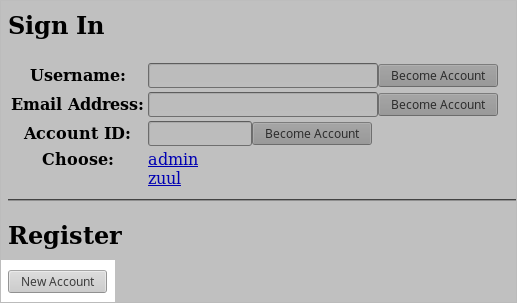 Sign In
Username: Become Account
Email Address: Become Account
Account ID: Become Account
Choose: admin
zuul
Register
New Account